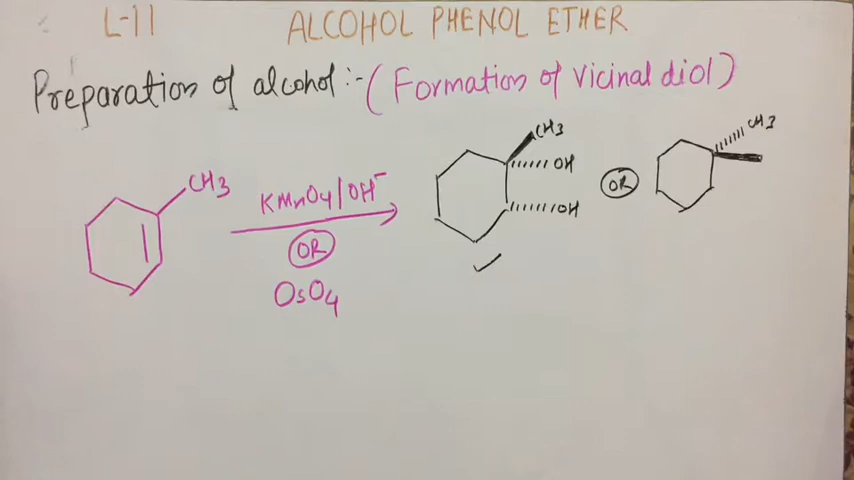 L-11 ALCOHOL PHENOL ETHER
Preparation of alcohol :- (Formation of vicinal diol)
CH3
KMnO4/OH-
OR
OsO4
CH3
OH
OH
OR
CH3